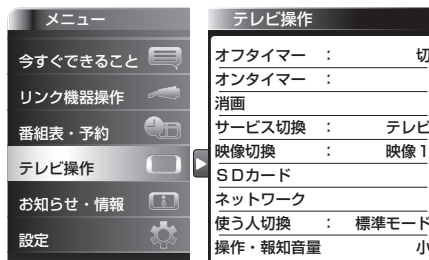 メニュー
今すぐできること
リンク機器操作
番組表・予約
テレビ操作
お知らせ・情報
設定
テレビ操作
オフタイマー : 切
オンタイマー :
消画
サービス切換 : テレビ
映像切換 : 映像1
SDカード
ネットワーク
使う人切換 : 標準モード
操作・報知音量 小